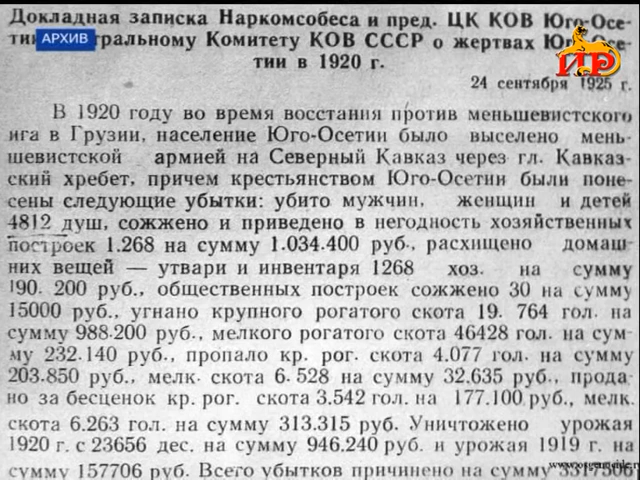 Докладная записка Наркомсобеса и пред. ЦК КОВ Юго-Осе-
АРХИВ
тральному Комитету КОВ СССР о жертвах
тии в 1920 г.
ИР
24 сентября 1925 г.
В 1920 году во время восстания против меньшевистского
ига в Грузии, население Юго-Осетии было выселено мень-
шевистской армией на Северный Кавказ через гл. Кавказ-
ский хребет, причем крестьянством Юго-Осетии были поне-
сены следующие убытки: убито мужчин, женщин и детей
4812 душ, сожжено и приведено в негодность хозяйственных
построек 1.268 на сумму 1.034.400 руб., расхищено домаш-
них вещей — утвари и инвентаря 1268 хоз. на сумму
190. 200 руб., общественных построек сожжено 30 на сумму
15000 руб., угнано крупного рогатого скота 19. 764 гол. на
сумму 988.200 руб., мелкого рогатого скота 46428 гол. на сум-
му 232.140 руб., пропало кр. рог. скота 4.077 гол. на сумму
203.850 руб., мелк. скота 6.528 на сумму 32.635 руб., прода-
но за бесценок кр. рог. скота 3.542 гол. на 177.100 руб., мелк.
скота 6.263 гол. на сумму 313.315 руб. Уничтожено урожая
1920 г. с 23656 дес. на сумму 946.240 руб. и урожая 1919 г. на
сумму 157706 руб. Всего убытков причинено на сумму
www.osgenocide.ru